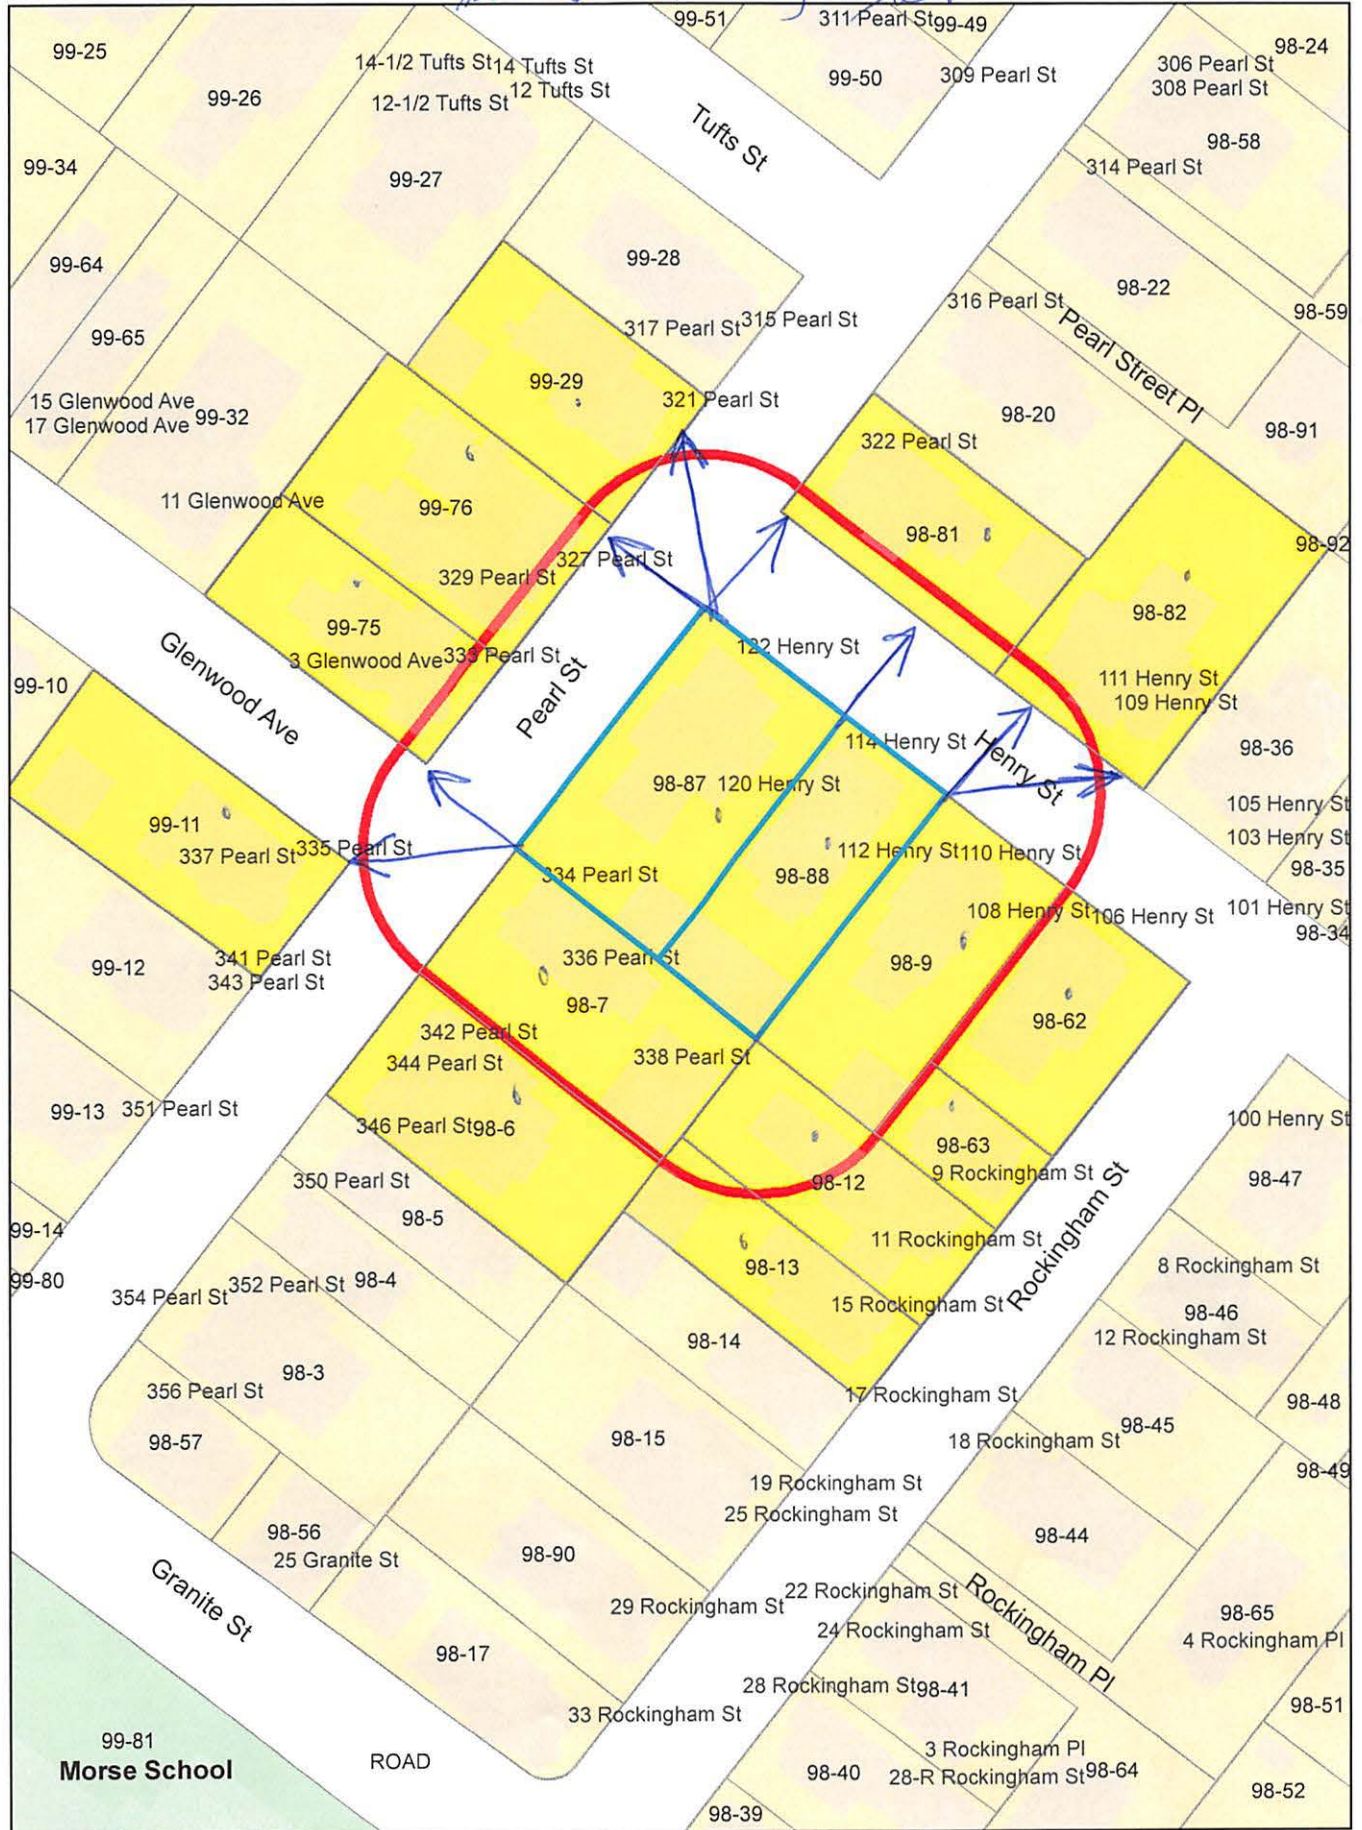 99-51
311 Pearl St 99-49
99-25
14-1/2 Tufts St 14 Tufts St
98-24
306 Pearl St
99-50
309 Pearl St
308 Pearl St
99-26
12-1/2 Tufts St 12 Tufts St
Tufts St
98-58
99-34
99-27
314 Pearl St
99-64
99-28
98-22
316 Pearl St
98-59
317 Pearl St 315 Pearl St
99-65
Pearl Street Pl
99-29
15 Glenwood Ave
99-32
321 Pearl St
98-20
17 Glenwood Ave
98-91
322 Pearl St
11 Glenwood Ave
99-76
98-81
98-92
327 Pearl St
329 Pearl St
98-82
99-75
Glenwood Ave
3 Glenwood Ave 333 Pearl St
122 Henry St
99-10
Pearl St
111 Henry St
109 Henry St
114 Henry St
Henry St
98-36
98-87 120 Henry St
105 Henry St
99-11
103 Henry St
337 Pearl St 335 Pearl St
112 Henry St 110 Henry St
98-35
334 Pearl St
98-88
101 Henry St
108 Henry St 106 Henry St
98-34
341 Pearl St
336 Pearl St
99-12
98-9
343 Pearl St
98-7
98-62
342 Pearl St
344 Pearl St
338 Pearl St
99-13 351 Pearl St
100 Henry St
346 Pearl St 98-6
98-63
9 Rockingham St
350 Pearl St
98-12
98-47
98-5
99-14
11 Rockingham St
Rockingham St
98-13
8 Rockingham St
99-80
352 Pearl St 98-4
354 Pearl St
15 Rockingham St
98-46
98-14
12 Rockingham St
98-3
356 Pearl St
17 Rockingham St
98-48
98-57
98-15
98-45
18 Rockingham St
98-49
19 Rockingham St
25 Rockingham St
98-56
98-44
25 Granite St
98-90
Granite St
22 Rockingham St
Rockingham Pl
29 Rockingham St
98-65
24 Rockingham St
4 Rockingham Pl
98-17
28 Rockingham St 98-41
98-51
33 Rockingham St
99-81
Morse School
ROAD
3 Rockingham Pl
98-40
28-R Rockingham St 98-64
98-52
98-39